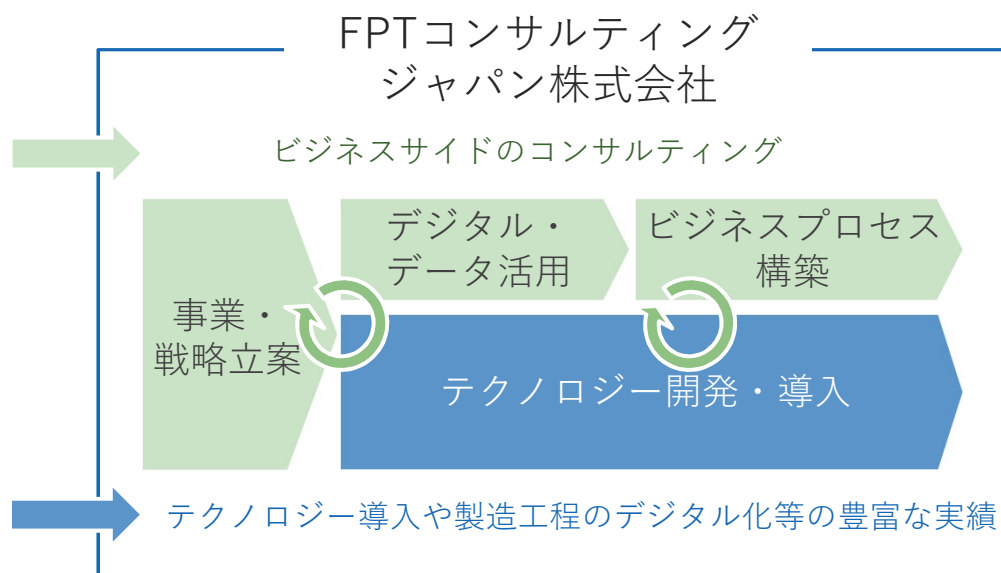 FPTコンサルティング
ジャパン株式会社
ビジネスサイドのコンサルティング
事業・
戦略立案
デジタル・
データ活用
ビジネスプロセス
構築
テクノロジー開発・導入
テクノロジー導入や製造工程のデジタル化等の豊富な実績